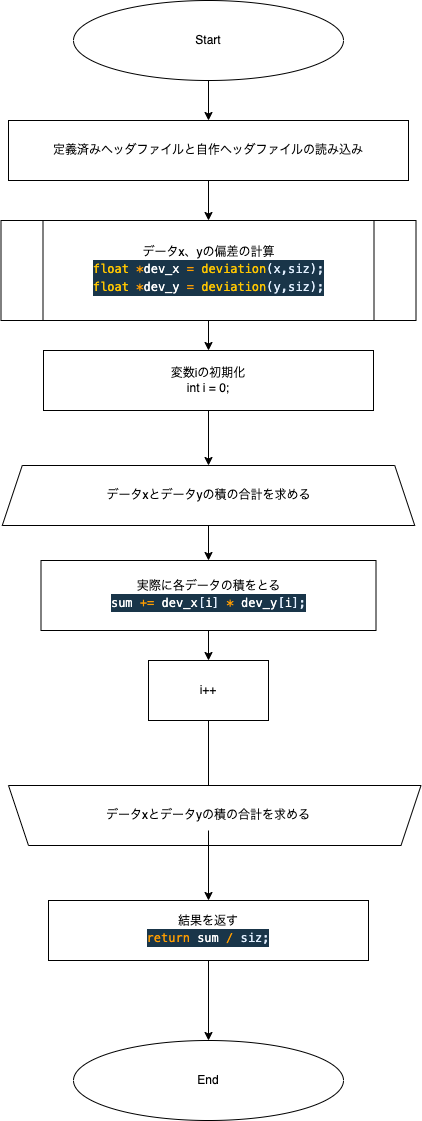 Start
定義済みヘッダファイルと自作ヘッダファイルの読み込み
データx、yの偏差の計算
float *dev_x = deviation(x,siz);
float *dev_y = deviation(y,siz);
変数iの初期化
int i = 0;
データxとデータyの積の合計を求める
実際に各データの積をとる
sum += dev_x[i] * dev_y[i];
i++
データxとデータyの積の合計を求める
結果を返す
return sum / siz;
End